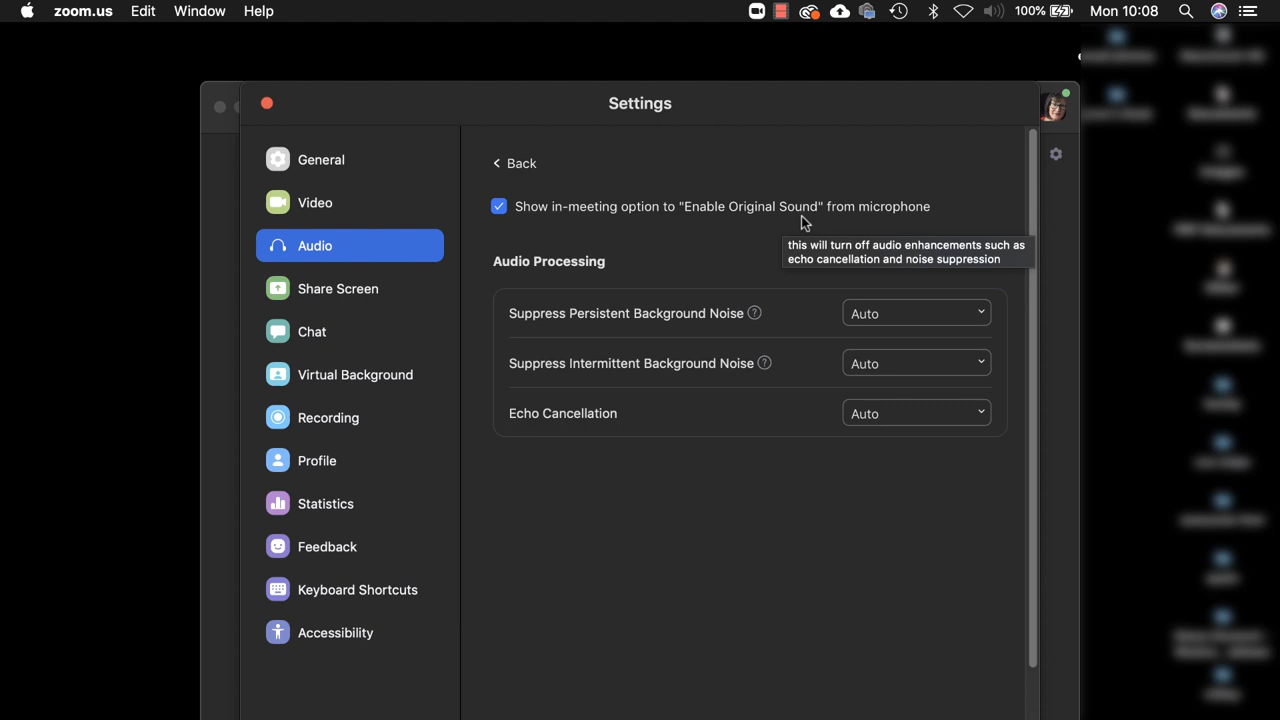 zoom.us Edit Window Help 100% Mon 10:08
Settings
General
Video
Audio
Share Screen
Chat
Virtual Background
Recording
Profile
Statistics
Feedback
Keyboard Shortcuts
Accessibility
< Back
Show in-meeting option to "Enable Original Sound" from microphone
this will turn off audio enhancements such as
echo cancellation and noise suppression
Audio Processing
Suppress Persistent Background Noise ? Auto
Suppress Intermittent Background Noise ? Auto
Echo Cancellation Auto